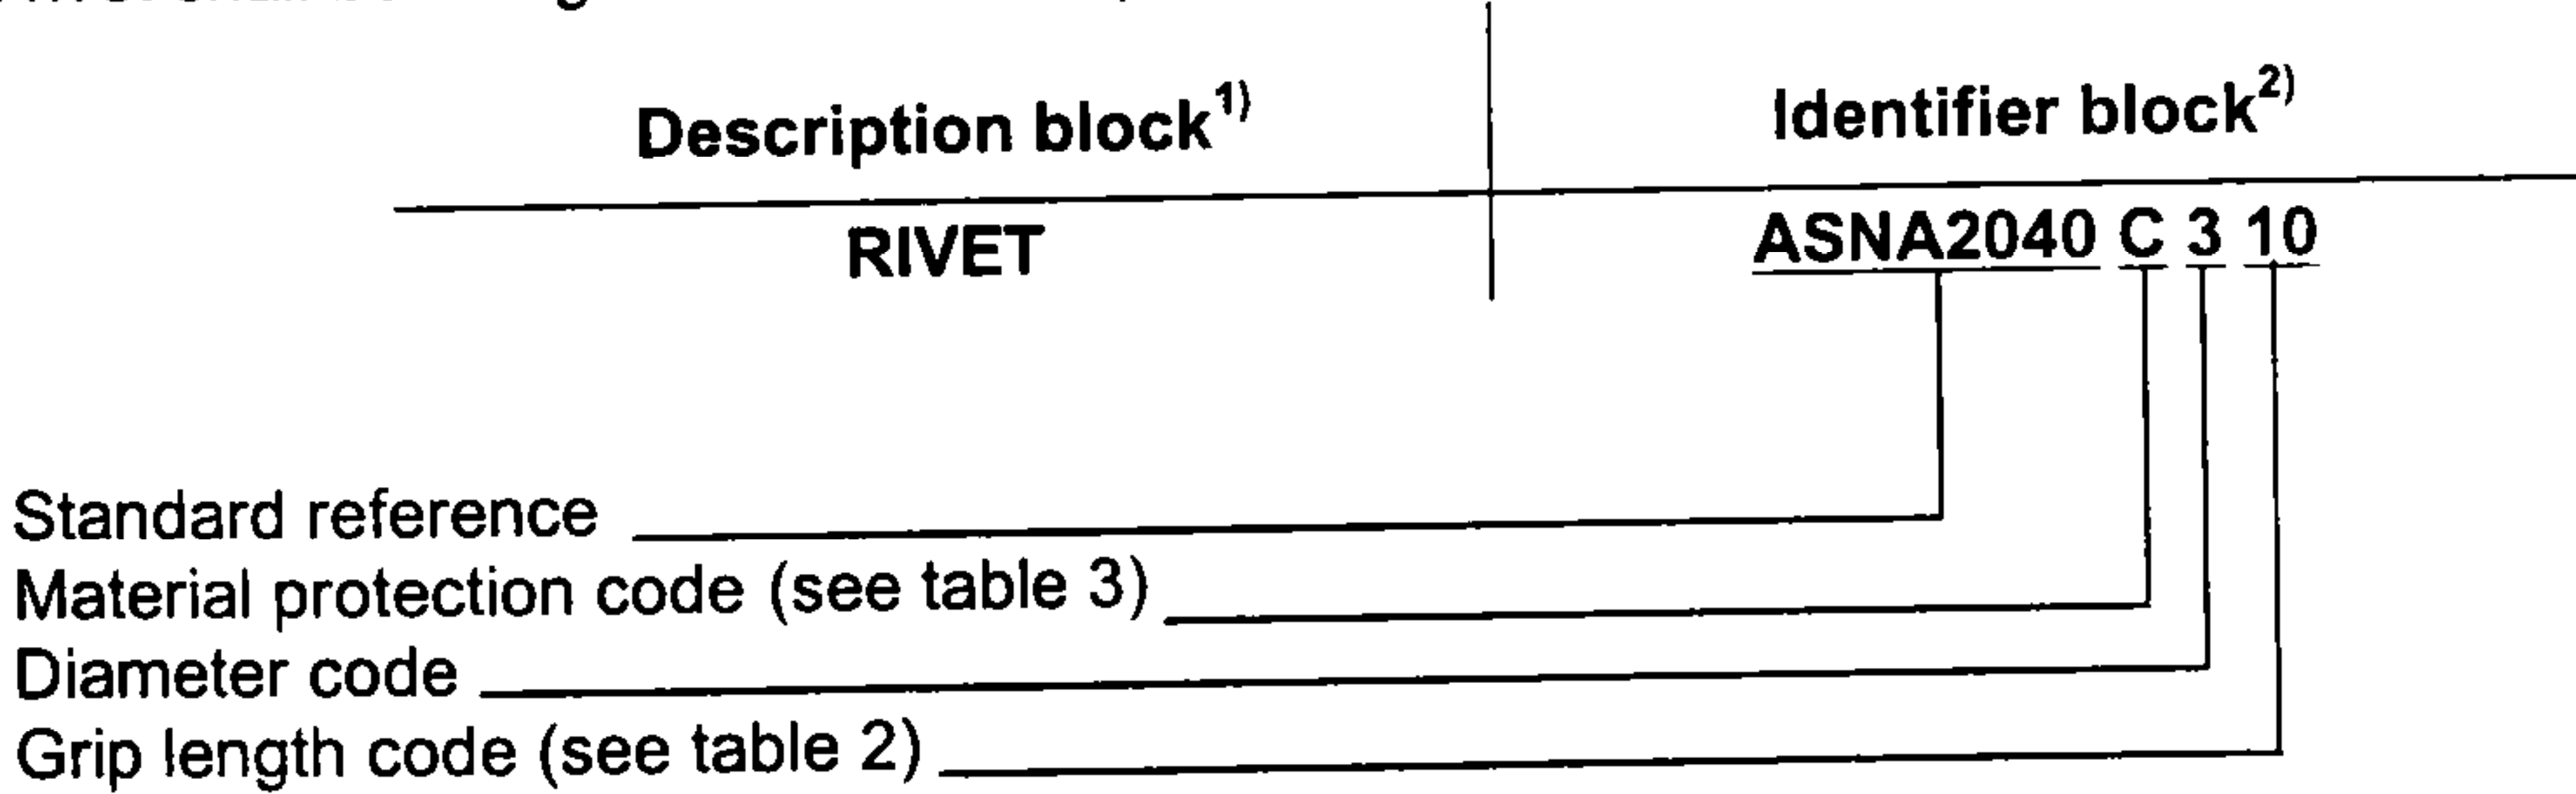 Description block1) Identifier block2)
RIVET ASNA2040 C 3 10
Standard reference
Material protection code (see table 3)
Diameter code
Grip length code (see table 2)